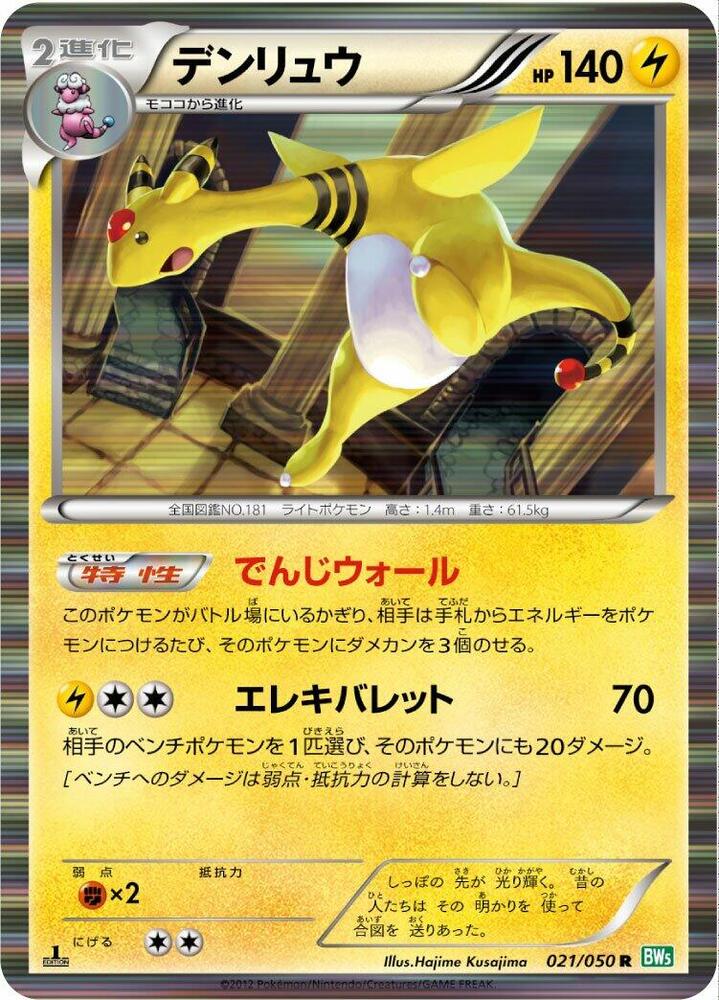 2進化
デンリュウ
HP 140
モココから進化
全国図鑑NO.181 ライトポケモン 高さ：1.4m 重さ：61.5kg
とくせい
特性 でんじウォール
このポケモンがバトル場にいるかぎり、相手は手札からエネルギーをポケ
モンにつけるたび、そのポケモンにダメカンを3個のせる。
エレキバレット 70
相手のベンチポケモンを1匹選び、そのポケモンにも20ダメージ。
[ベンチへのダメージは弱点・抵抗力の計算をしない。]
弱点 抵抗力
×2
にげる
しっぽの 先が 光り輝く。 昔の
人たちは その 明かりを 使って
合図を 送りあった。
1 EDITION
Illus.Hajime Kusajima
021/050 R BW5
©2012 Pokémon/Nintendo/Creatures/GAME FREAK.